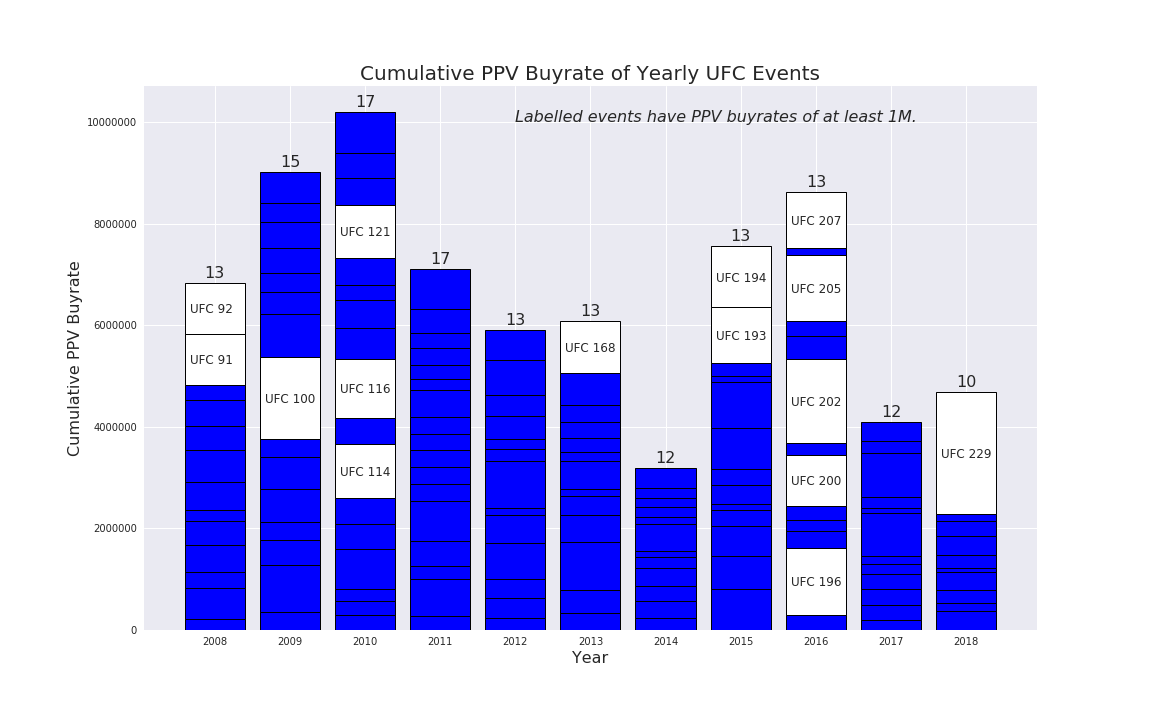 Cumulative PPV Buyrate of Yearly UFC Events
Labelled events have PPV buyrates of at least 1M.
Cumulative PPV Buyrate
10000000
8000000
6000000
4000000
2000000
0
13
UFC 92
UFC 91
15
UFC 100
17
UFC 121
UFC 116
UFC 114
17
13
13
UFC 168
12
13
UFC 194
UFC 193
13
UFC 207
UFC 205
UFC 202
UFC 200
UFC 196
12
10
UFC 229
2008 2009 2010 2011 2012 2013 2014 2015 2016 2017 2018
Year